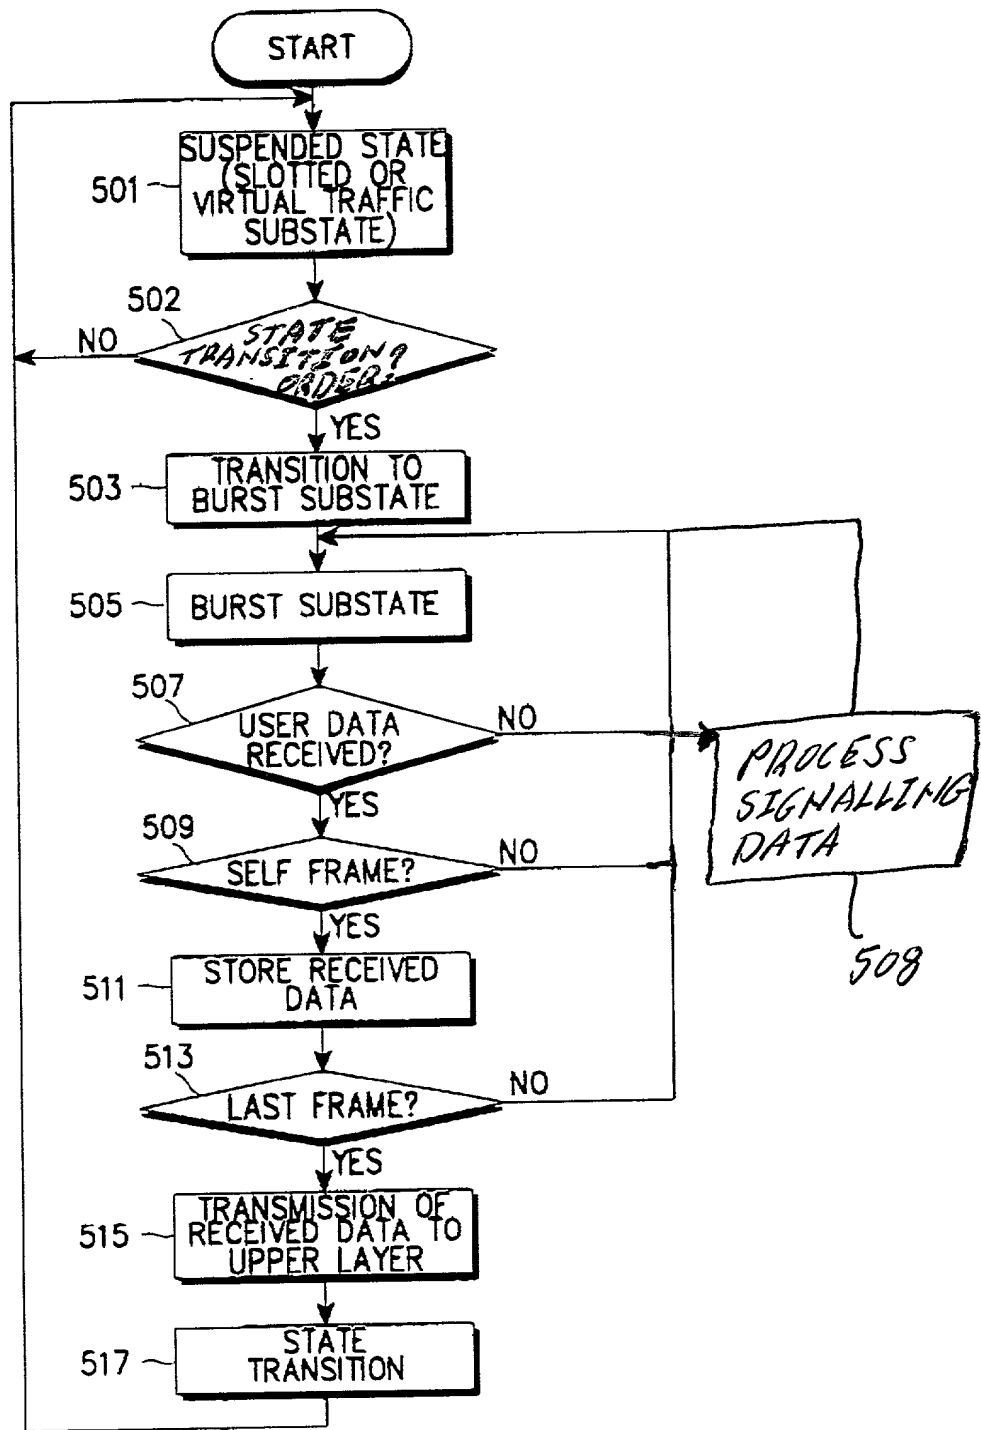 START
501
SUSPENDED STATE
(SLOTTED OR
VIRTUAL TRAFFIC
SUBSTATE)
502
NO
STATE
TRANSITION
ORDER?
YES
503
TRANSITION TO
BURST SUBSTATE
505
BURST SUBSTATE
507
USER DATA
RECEIVED?
NO
YES
PROCESS
SIGNALLING
DATA
508
509
SELF FRAME?
NO
YES
511
STORE RECEIVED
DATA
513
LAST FRAME?
NO
YES
515
TRANSMISSION OF
RECEIVED DATA TO
UPPER LAYER
517
STATE
TRANSITION